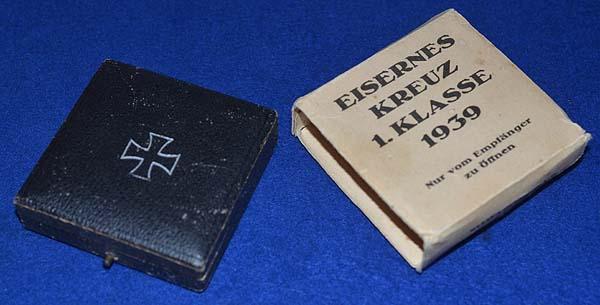 EISERNES
KREUZ
1. KLASSE
1939
Nur vom Empfänger
zu öffnen